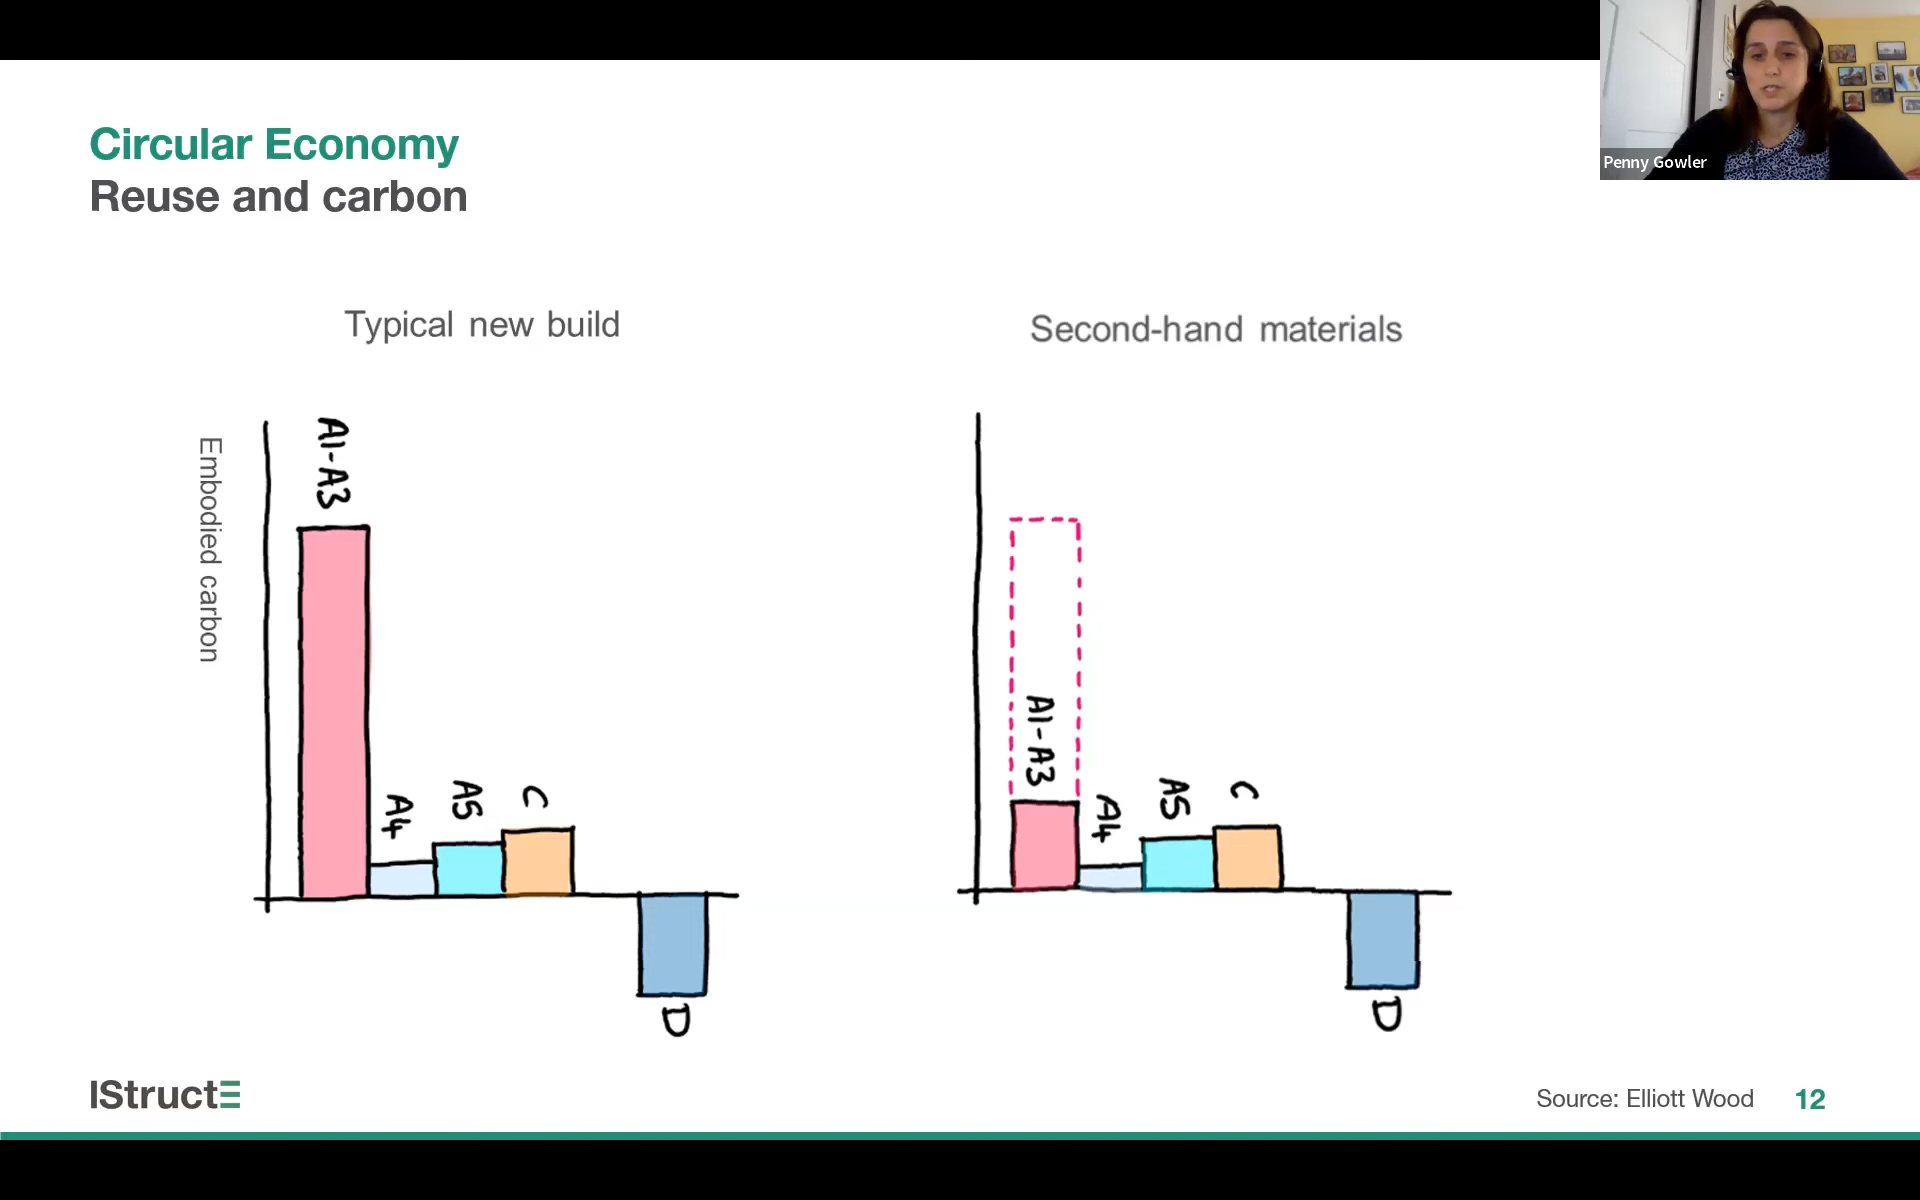 Penny Gowler
Circular Economy
Reuse and carbon
Typical new build
Second-hand materials
Embodied carbon
A1-A3
A4
A5
C
D
A1-A3
A4
A5
C
D
IStructE
Source: Elliott Wood
12